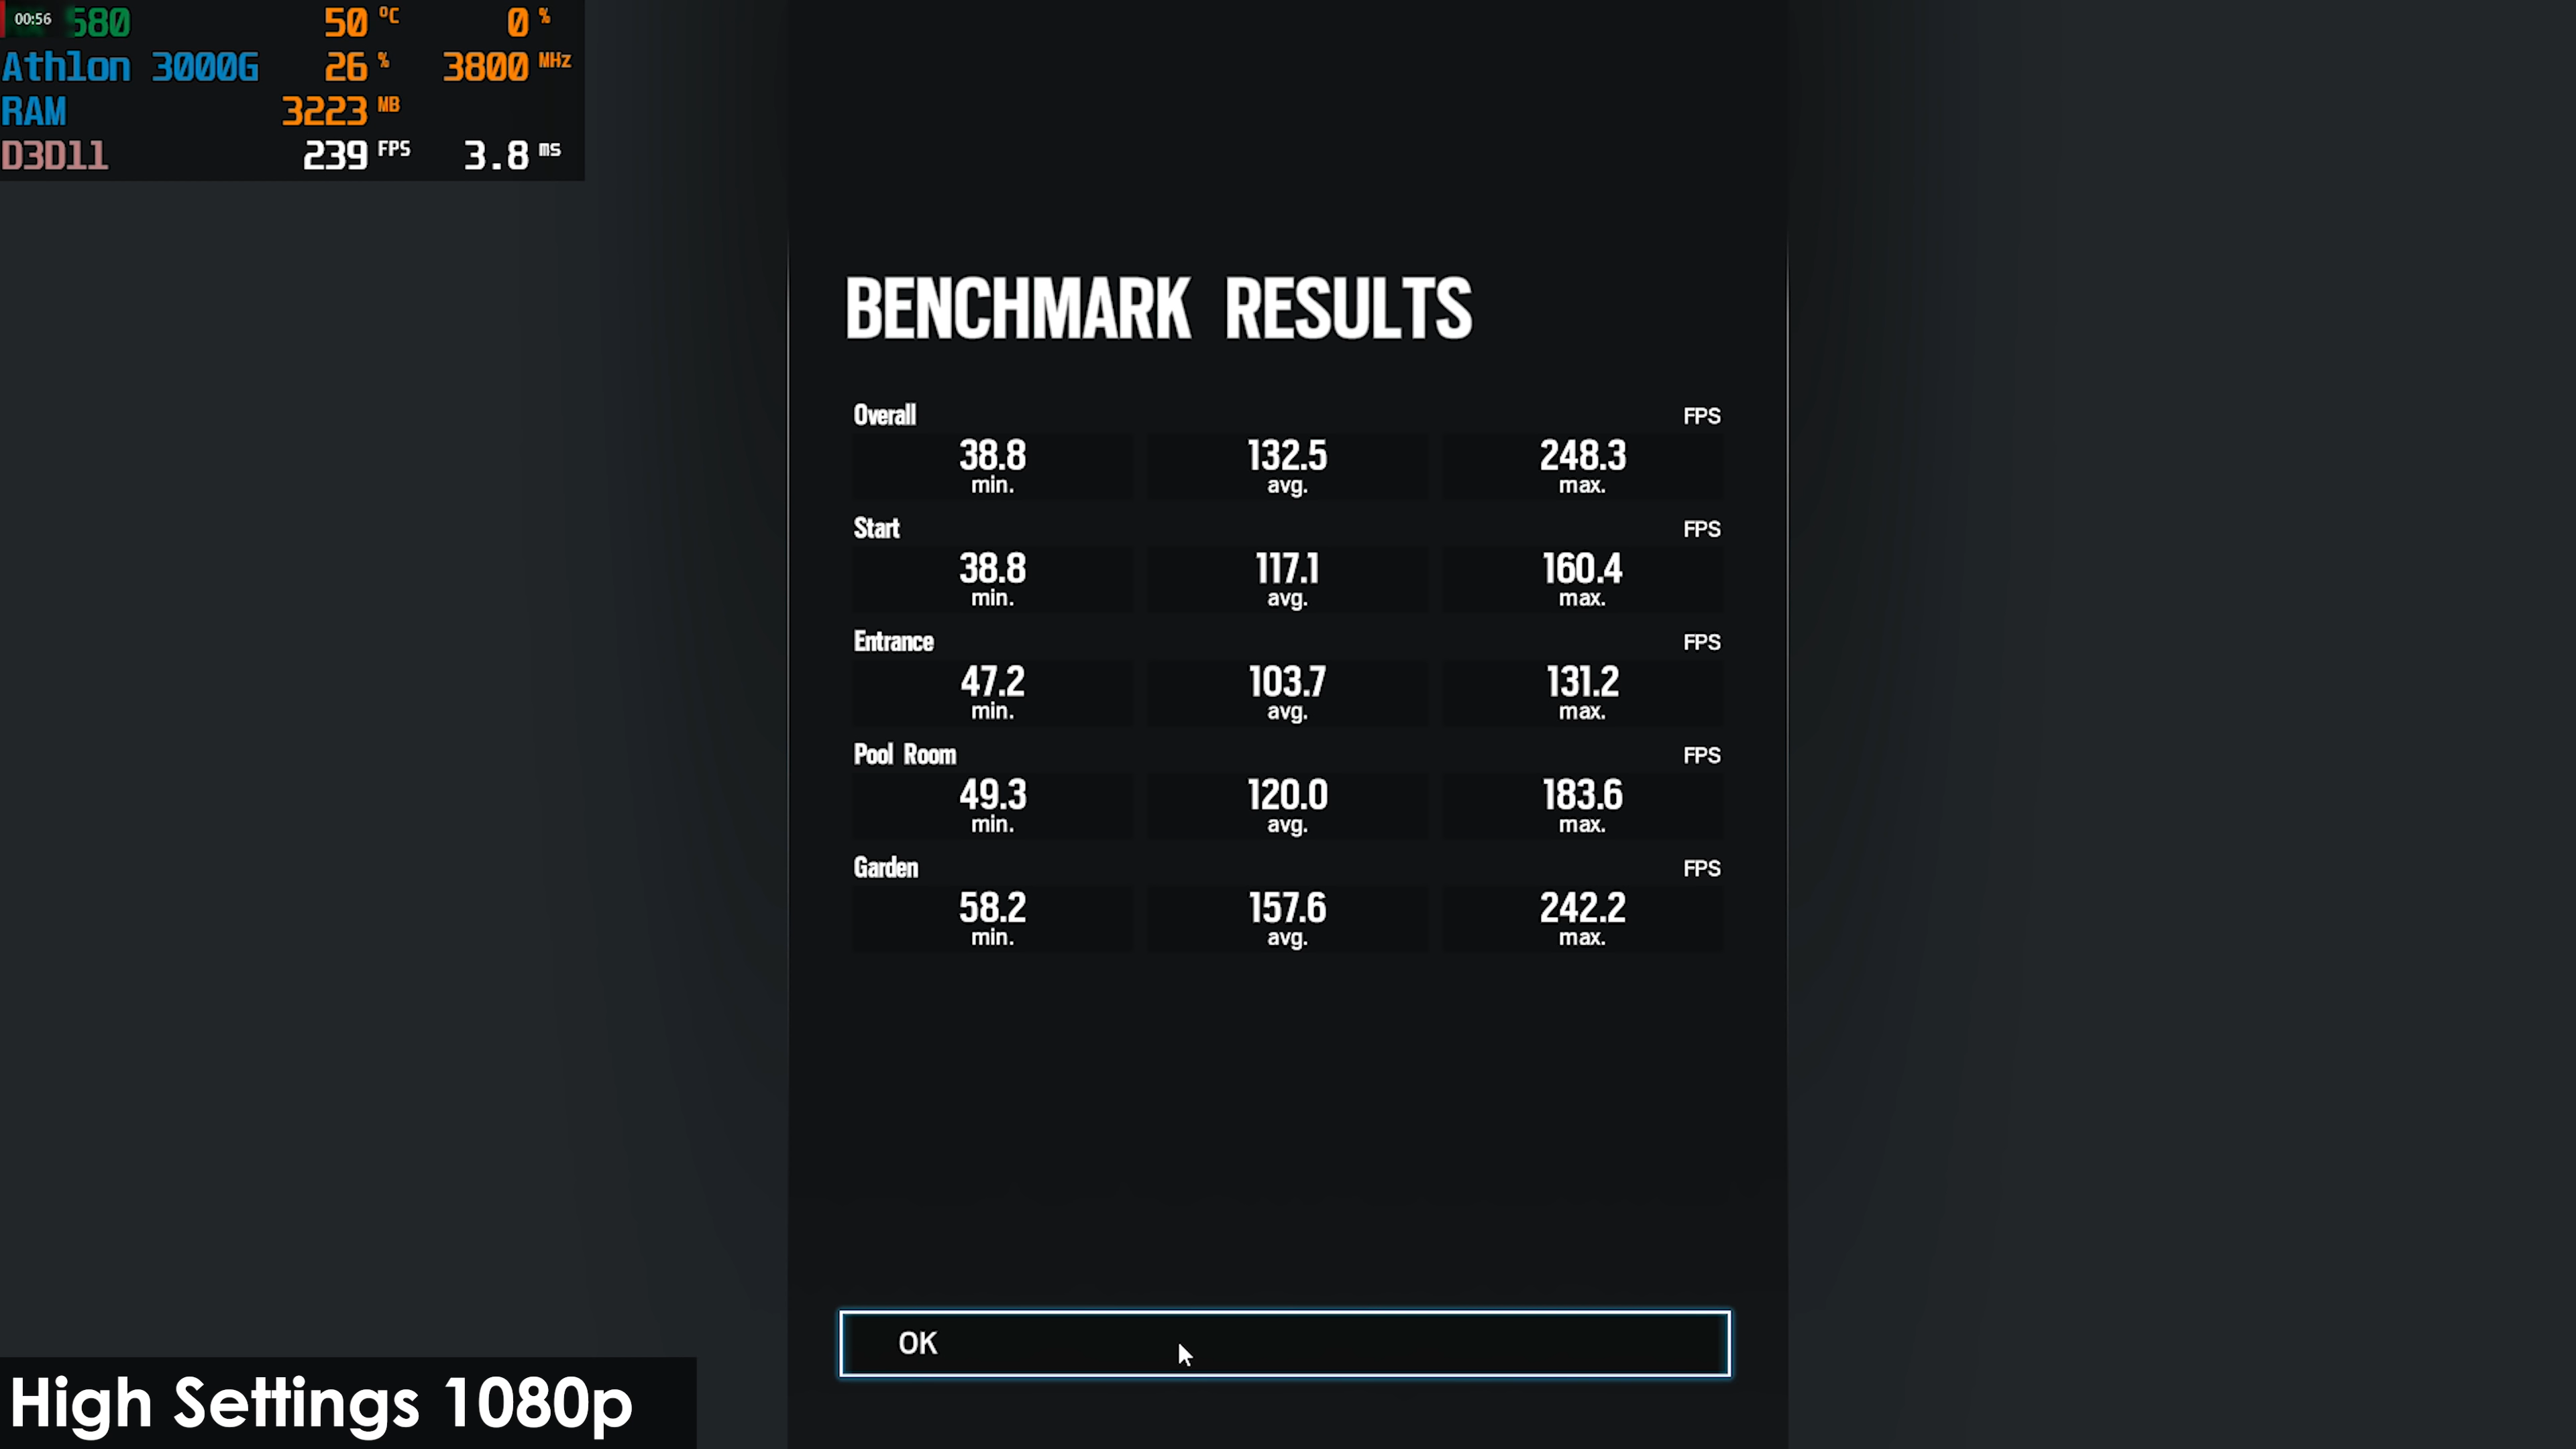 00:56 580 50 °C 0 %
Athlon 3000G 26 % 3800 MHz
RAM 3223 MB
D3D11 239 FPS 3.8 ms
BENCHMARK RESULTS
Overall FPS
38.8 132.5 248.3
min. avg. max.
Start FPS
38.8 117.1 160.4
min. avg. max.
Entrance FPS
47.2 103.7 131.2
min. avg. max.
Pool Room FPS
49.3 120.0 183.6
min. avg. max.
Garden FPS
58.2 157.6 242.2
min. avg. max.
OK
High Settings 1080p